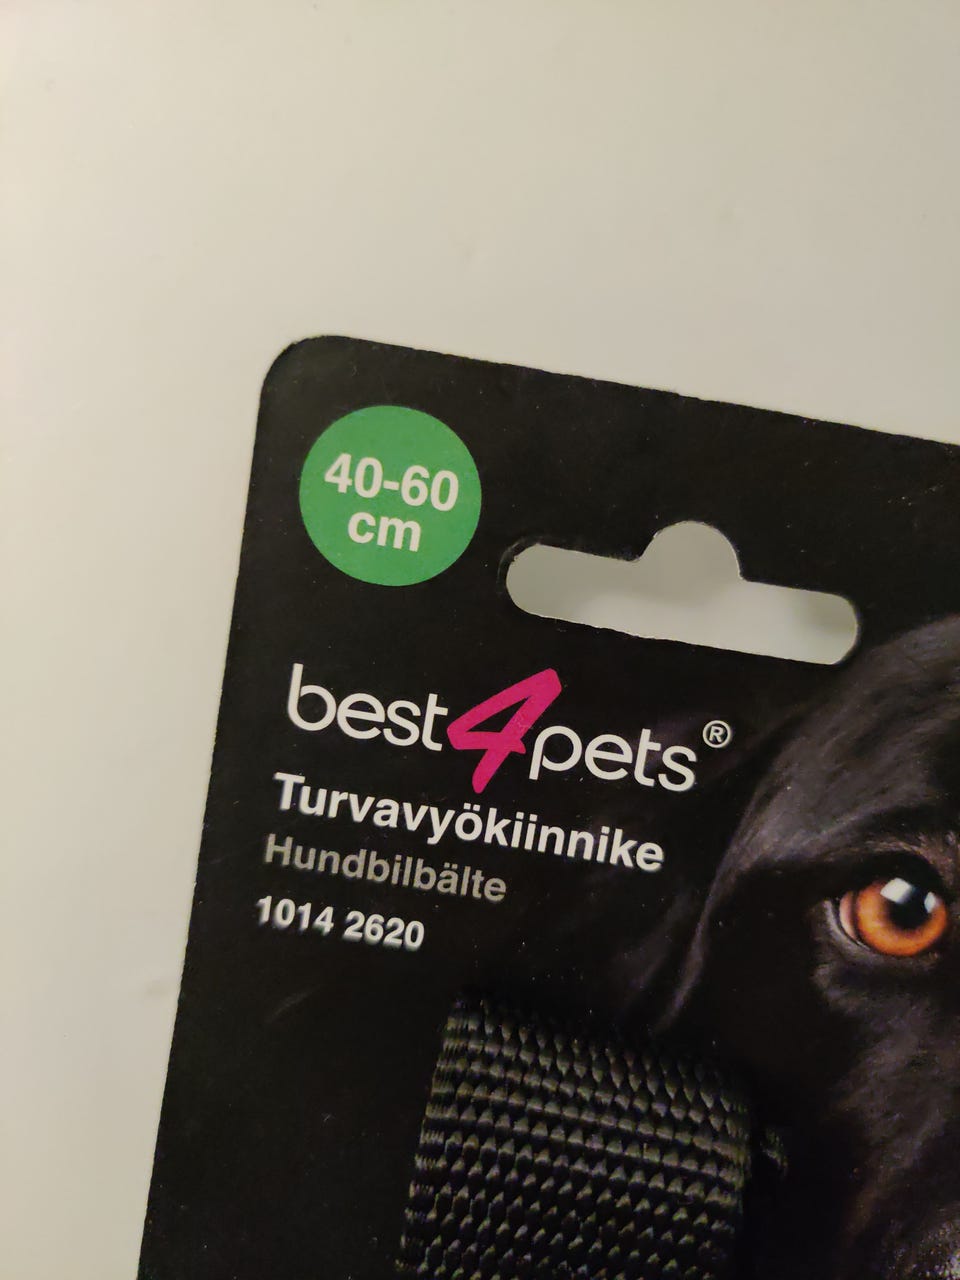 40-60
cm
best4pets®
Turvavyökiinnike
Hundbilbälte
1014 2620